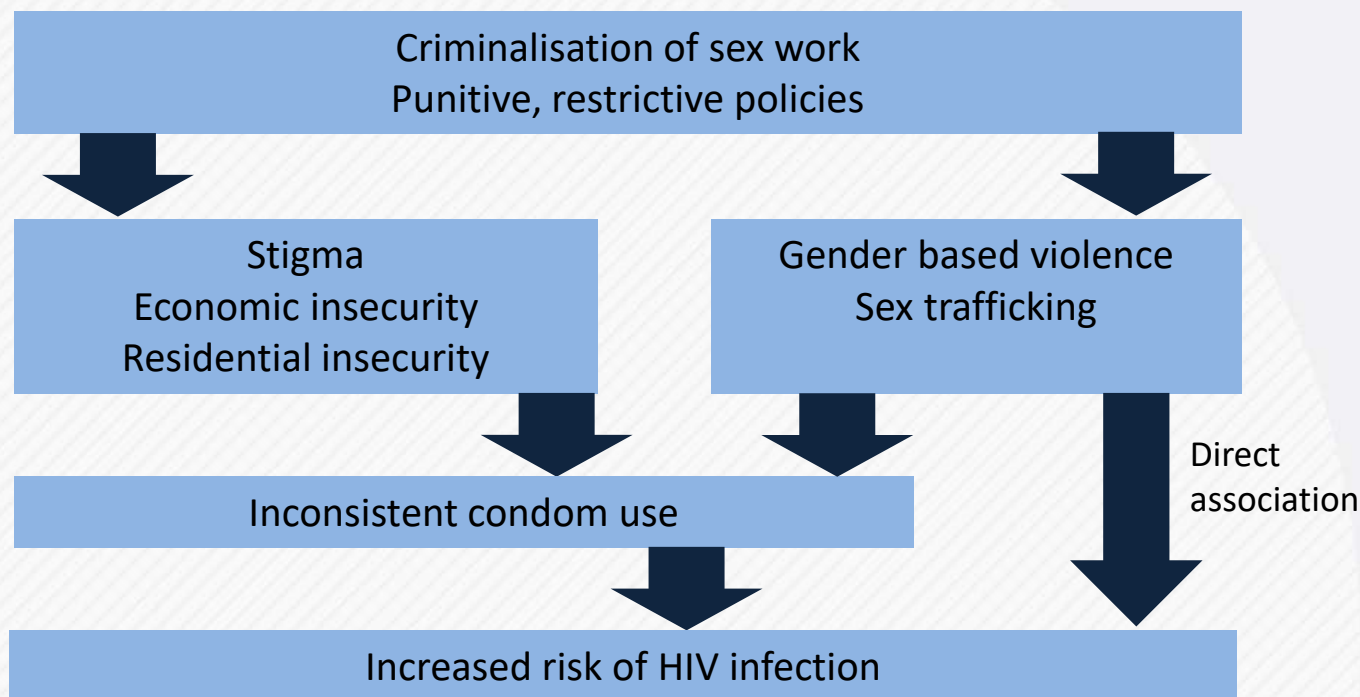 Criminalisation of sex work
Punitive, restrictive policies
Stigma
Economic insecurity
Residential insecurity
Gender based violence
Sex trafficking
Direct
association
Inconsistent condom use
Increased risk of HIV infection